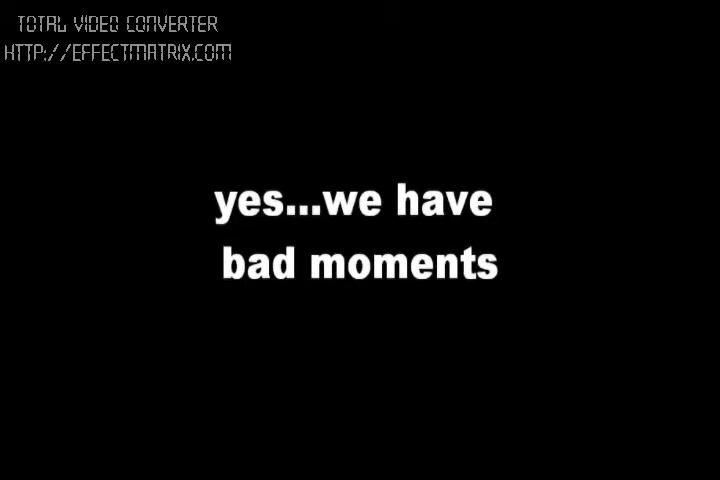 TOTAL VIDEO CONVERTER
HTTP://EFFECTMATRIX.COM
yes...we have
bad moments